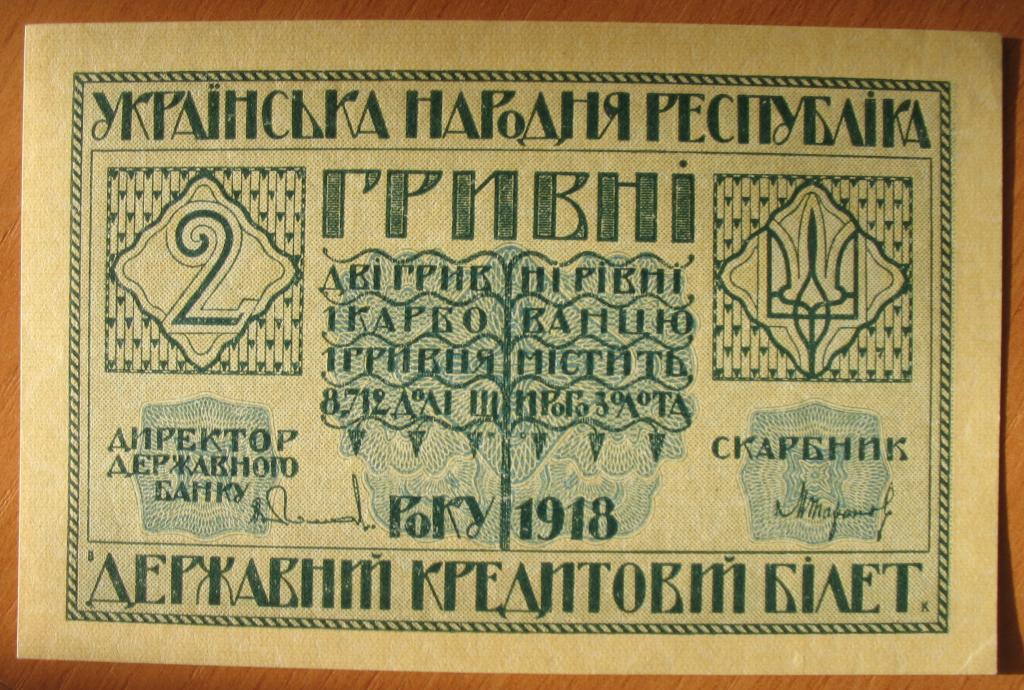 УКРАЇНСЬКА НАРОДНЯ РЕСПУБЛІКА
2
ГРИВНІ
ДВІ ГРИВНІ РІВНІ
1 КАРБОВАНЦЮ
1 ГРИВНЯ МІСТИТЬ
8.712 ДОЛІ ЩИРОГО ЗОЛОТА
ДИРЕКТОР
ДЕРЖАВНОГО
БАНКУ
СКАРБНИК
РОКУ 1918
В
ДЕРЖАВНИЙ КРЕДИТОВИЙ БІЛЕТ
К